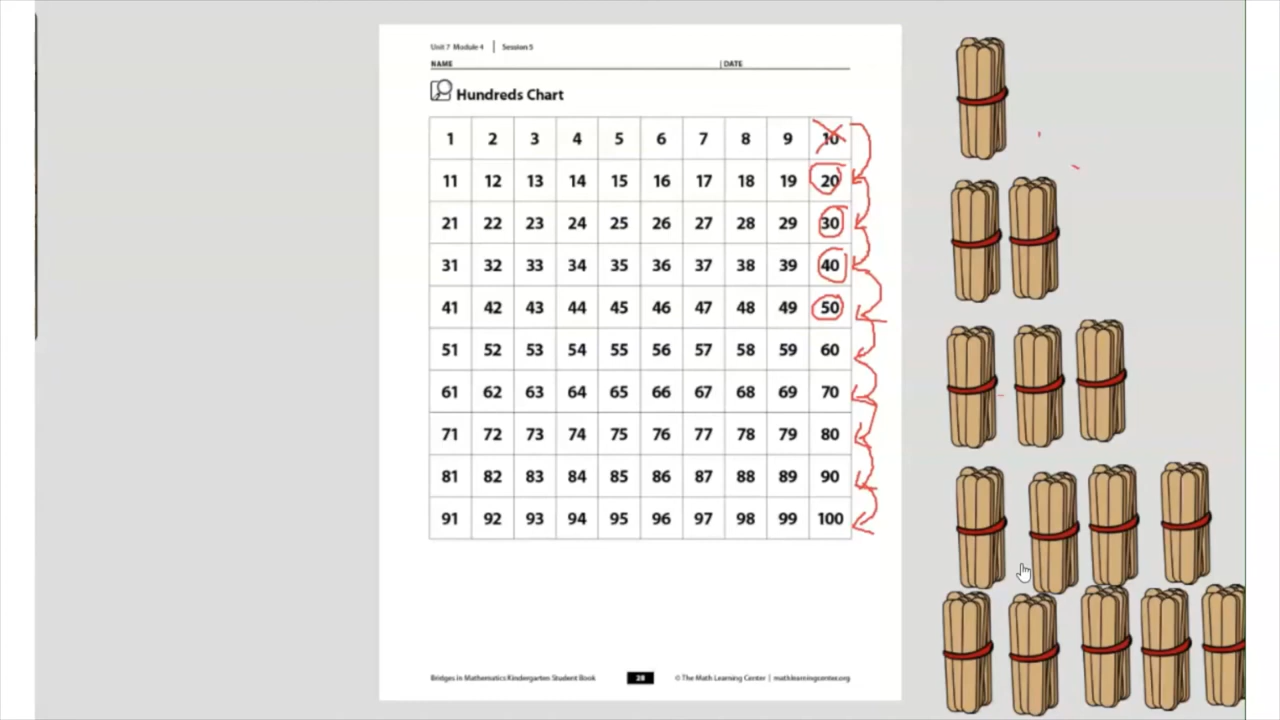 Unit 7 Module 4 | Session 5
NAME | DATE
Hundreds Chart
1 2 3 4 5 6 7 8 9 10
11 12 13 14 15 16 17 18 19 20
21 22 23 24 25 26 27 28 29 30
31 32 33 34 35 36 37 38 39 40
41 42 43 44 45 46 47 48 49 50
51 52 53 54 55 56 57 58 59 60
61 62 63 64 65 66 67 68 69 70
71 72 73 74 75 76 77 78 79 80
81 82 83 84 85 86 87 88 89 90
91 92 93 94 95 96 97 98 99 100
Bridges in Mathematics Kindergarten Student Book 28 © The Math Learning Center | mathlearningcenter.org